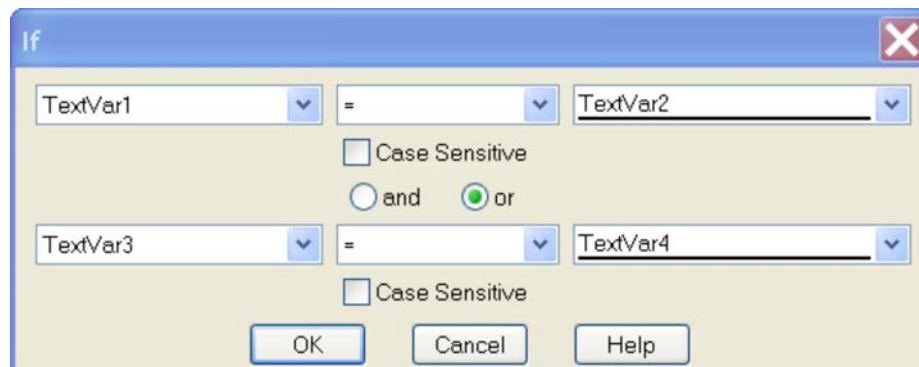 If
TextVar1 = TextVar2
Case Sensitive
and or
TextVar3 = TextVar4
Case Sensitive
OK Cancel Help